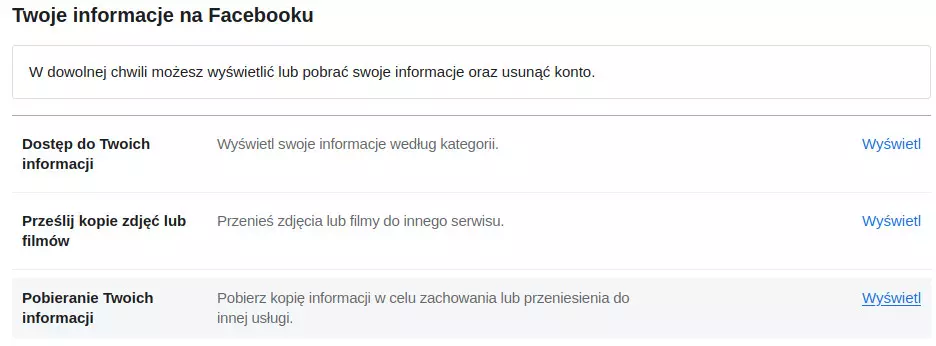 Twoje informacje na Facebooku
W dowolnej chwili możesz wyświetlić lub pobrać swoje informacje oraz usunąć konto.
Dostęp do Twoich
informacji
Wyświetl swoje informacje według kategorii.
Wyświetl
Prześlij kopie zdjęć lub
filmów
Przenieś zdjęcia lub filmy do innego serwisu.
Wyświetl
Pobieranie Twoich
informacji
Pobierz kopię informacji w celu zachowania lub przeniesienia do
innej usługi.
Wyświetl